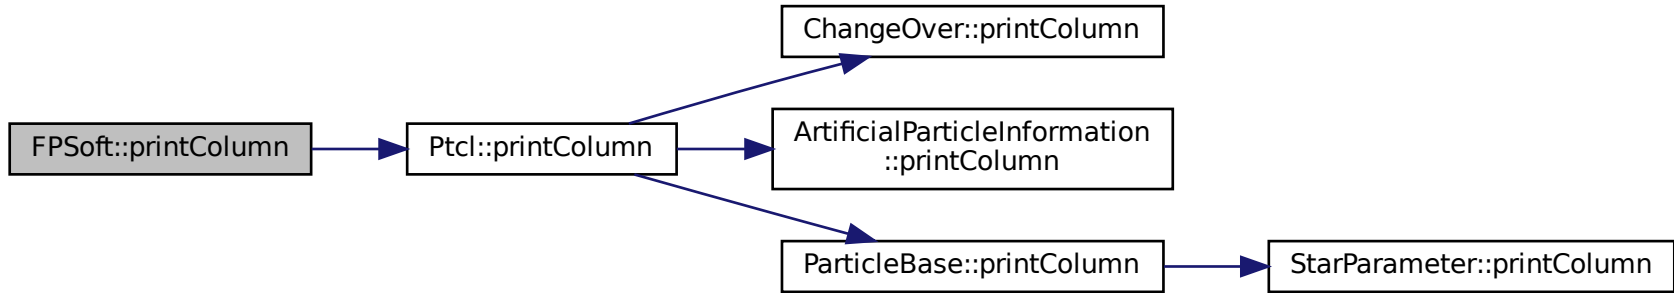 ChangeOver::printColumn
FPSoft::printColumn
Ptcl::printColumn
ArtificialParticleInformation
::printColumn
ParticleBase::printColumn
StarParameter::printColumn